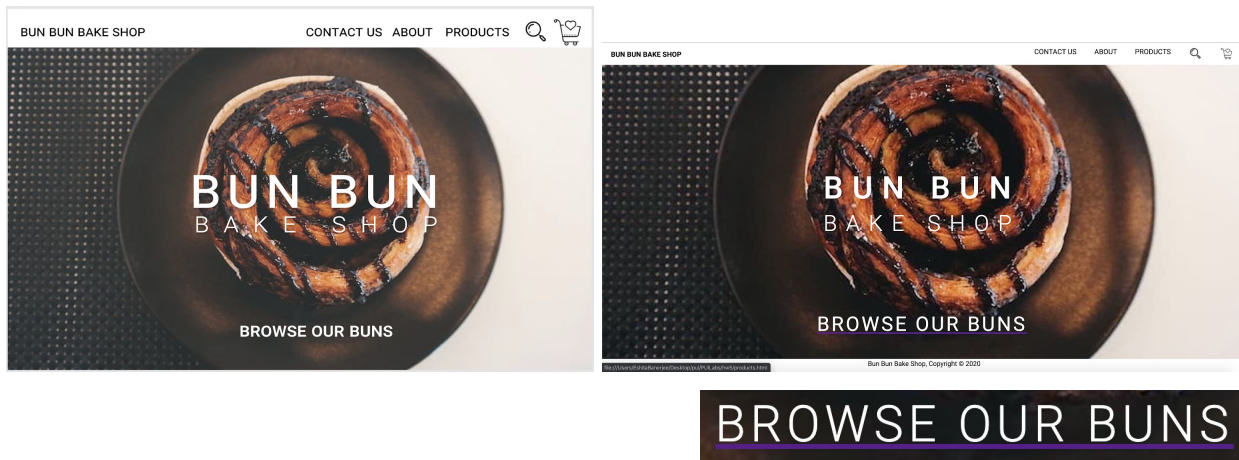 BUN BUN BAKE SHOP
CONTACT US ABOUT PRODUCTS
BUN BUN
BAKE SHOP
BROWSE OUR BUNS
BUN BUN BAKE SHOP
CONTACT US ABOUT PRODUCTS
BUN BUN
BAKE SHOP
BROWSE OUR BUNS
Bun Bun Bake Shop, Copyright © 2020
BROWSE OUR BUNS